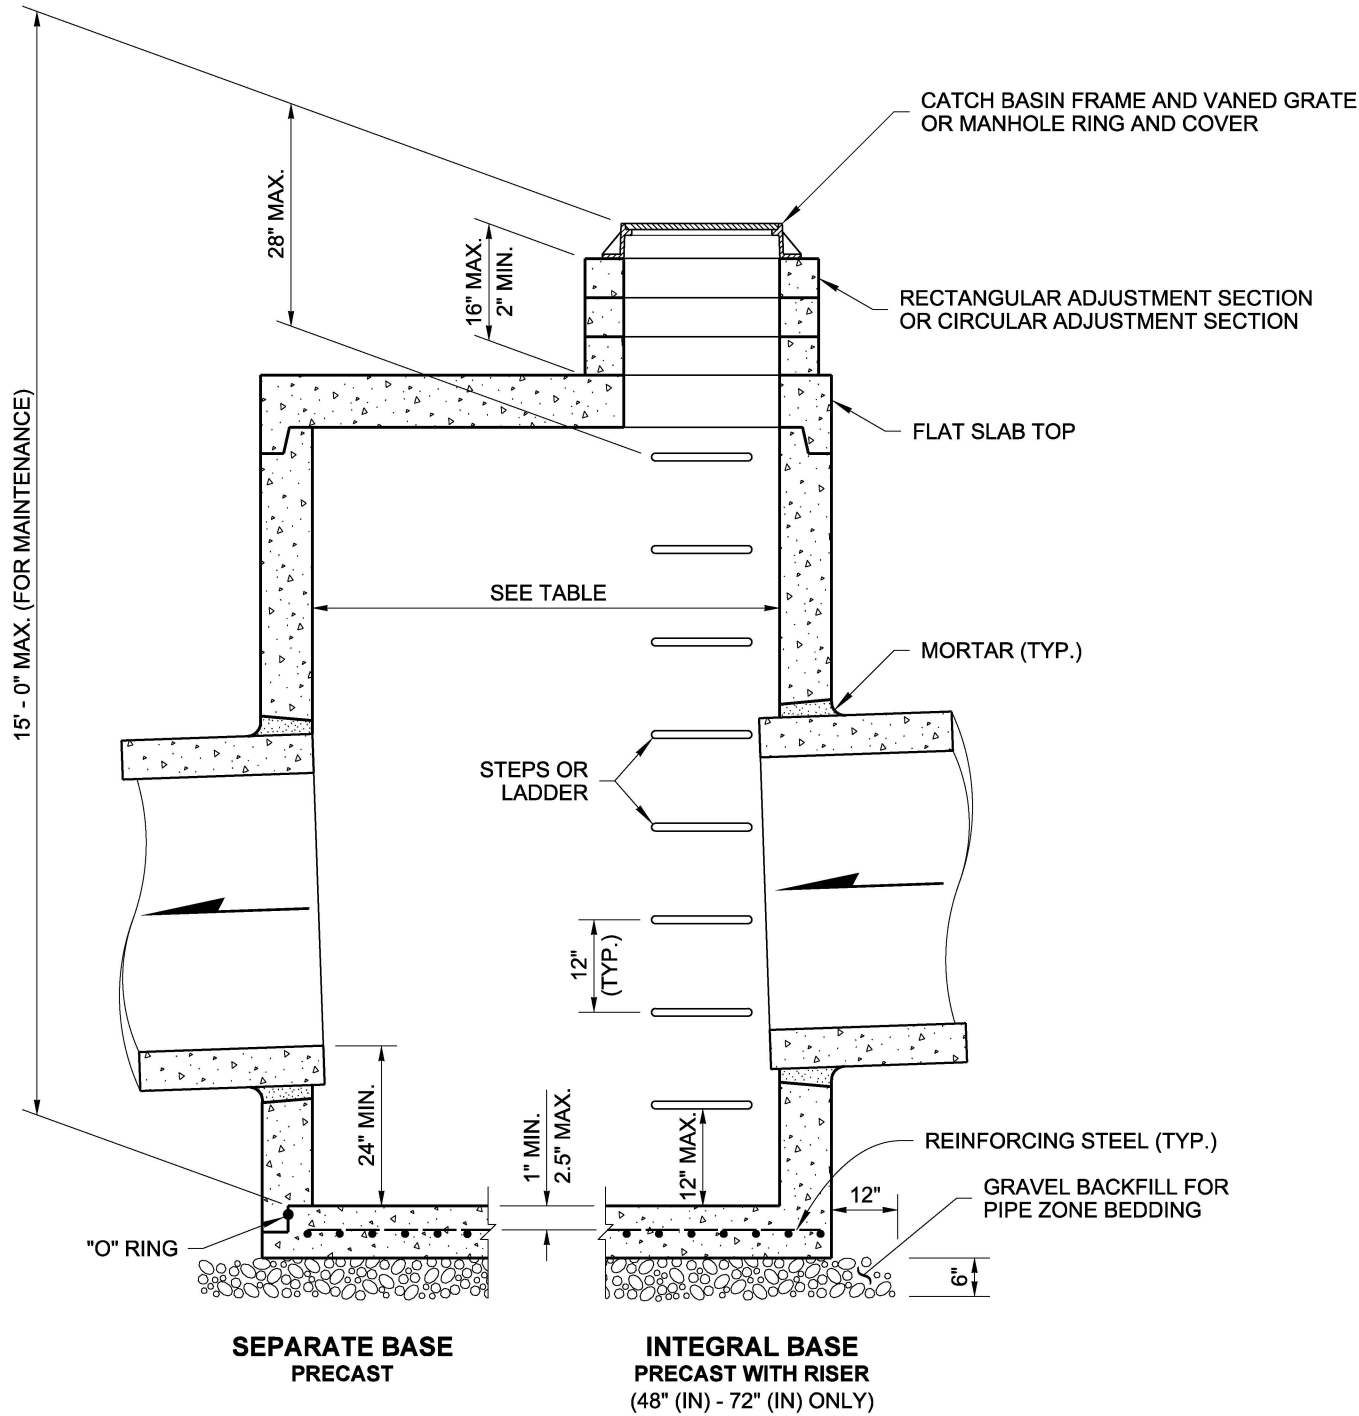 CATCH BASIN FRAME AND VANED GRATE
OR MANHOLE RING AND COVER
28" MAX.
16" MAX.
2" MIN.
RECTANGULAR ADJUSTMENT SECTION
OR CIRCULAR ADJUSTMENT SECTION
FLAT SLAB TOP
15' - 0" MAX. (FOR MAINTENANCE)
SEE TABLE
MORTAR (TYP.)
STEPS OR
LADDER
12"
(TYP.)
24" MIN.
1" MIN.
2.5" MAX.
12" MAX.
REINFORCING STEEL (TYP.)
12"
GRAVEL BACKFILL FOR
PIPE ZONE BEDDING
"O" RING
6"
SEPARATE BASE
PRECAST
INTEGRAL BASE
PRECAST WITH RISER
(48" (IN) - 72" (IN) ONLY)